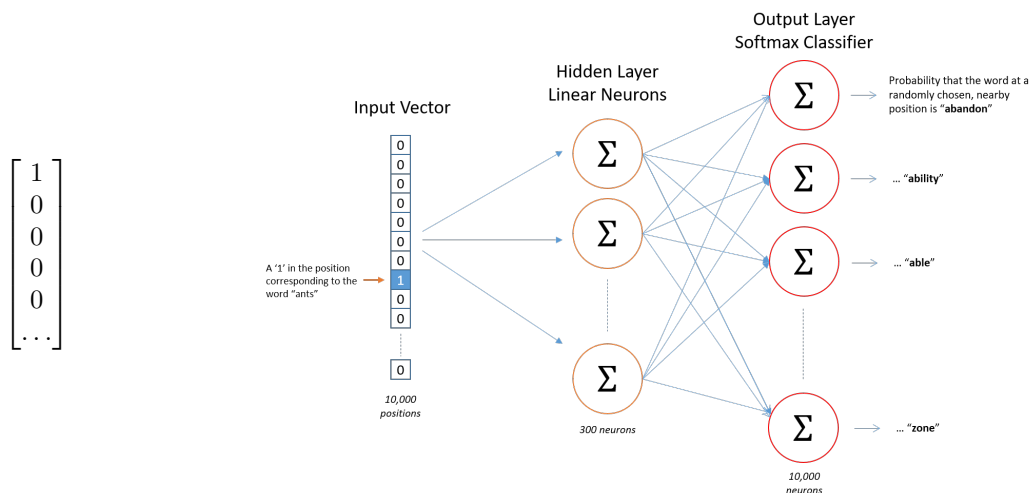 1
0
0
0
0
...
Input Vector
0
0
0
0
0
0
0
1
0
0
0
A ‘1’ in the position
corresponding to the
word “ants”
10,000
positions
Hidden Layer
Linear Neurons
Σ
Σ
Σ
300 neurons
Output Layer
Softmax Classifier
Σ
Σ
Σ
Σ
10,000
neurons
Probability that the word at a
randomly chosen, nearby
position is “abandon”
... “ability”
... “able”
... “zone”